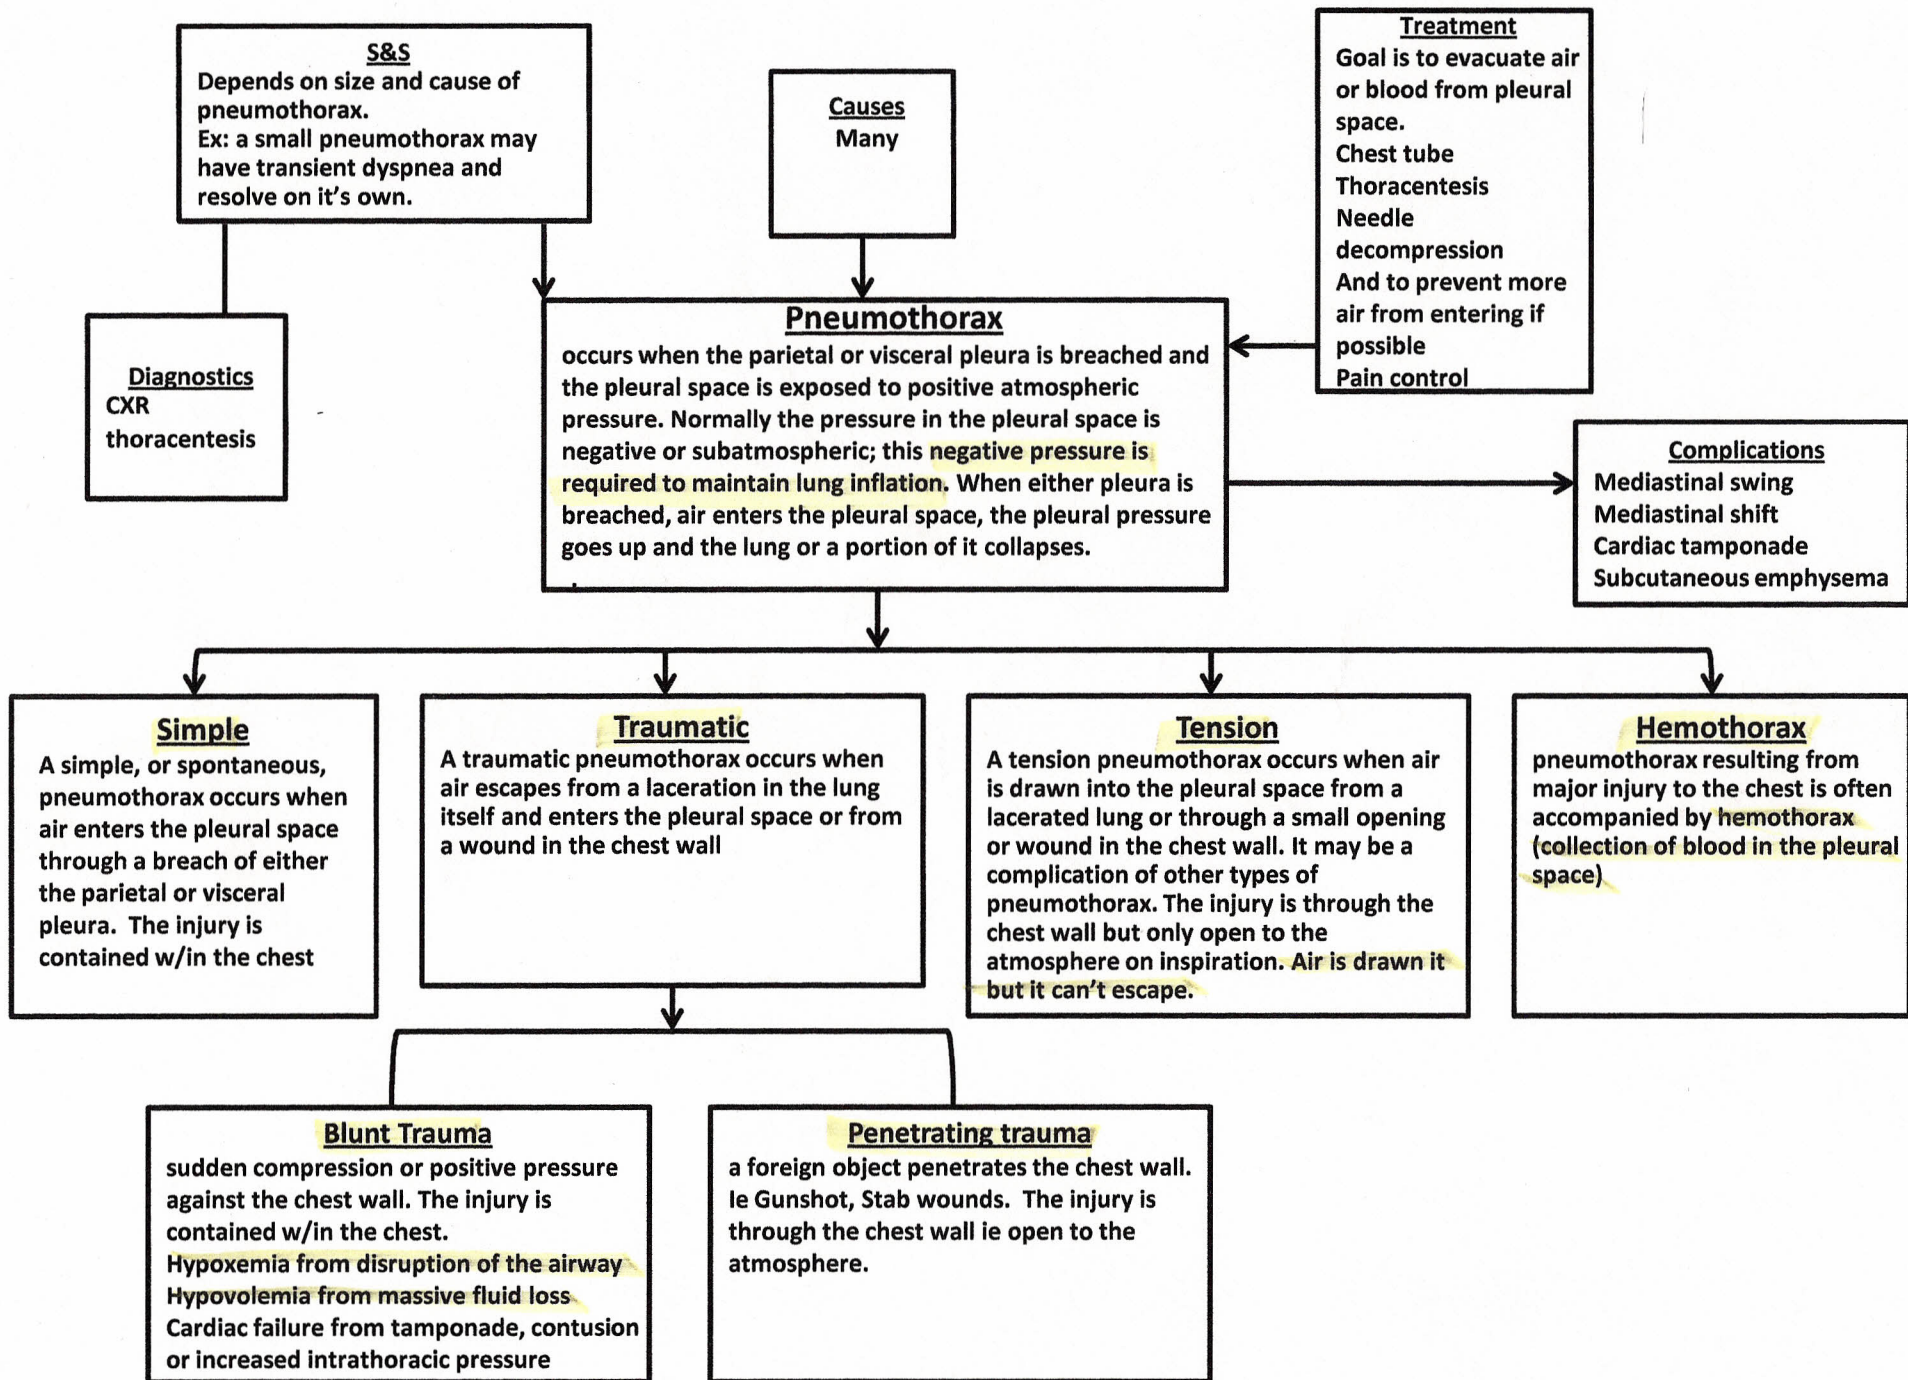 S&S
Depends on size and cause of
pneumothorax.
Ex: a small pneumothorax may
have transient dyspnea and
resolve on it's own.
Causes
Many
Treatment
Goal is to evacuate air
or blood from pleural
space.
Chest tube
Thoracentesis
Needle
decompression
And to prevent more
air from entering if
possible
Pain control
Diagnostics
CXR
thoracentesis
Pneumothorax
occurs when the parietal or visceral pleura is breached and
the pleural space is exposed to positive atmospheric
pressure. Normally the pressure in the pleural space is
negative or subatmospheric; this negative pressure is
required to maintain lung inflation. When either pleura is
breached, air enters the pleural space, the pleural pressure
goes up and the lung or a portion of it collapses.
.
Complications
Mediastinal swing
Mediastinal shift
Cardiac tamponade
Subcutaneous emphysema
Simple
A simple, or spontaneous,
pneumothorax occurs when
air enters the pleural space
through a breach of either
the parietal or visceral
pleura.  The injury is
contained w/in the chest
Traumatic
A traumatic pneumothorax occurs when
air escapes from a laceration in the lung
itself and enters the pleural space or from
a wound in the chest wall
Tension
A tension pneumothorax occurs when air
is drawn into the pleural space from a
lacerated lung or through a small opening
or wound in the chest wall. It may be a
complication of other types of
pneumothorax. The injury is through the
chest wall but only open to the
atmosphere on inspiration. Air is drawn it
but it can't escape.
Hemothorax
pneumothorax resulting from
major injury to the chest is often
accompanied by hemothorax
(collection of blood in the pleural
space)
Blunt Trauma
sudden compression or positive pressure
against the chest wall. The injury is
contained w/in the chest.
Hypoxemia from disruption of the airway
Hypovolemia from massive fluid loss
Cardiac failure from tamponade, contusion
or increased intrathoracic pressure
Penetrating trauma
a foreign object penetrates the chest wall.
Ie Gunshot, Stab wounds.  The injury is
through the chest wall ie open to the
atmosphere.